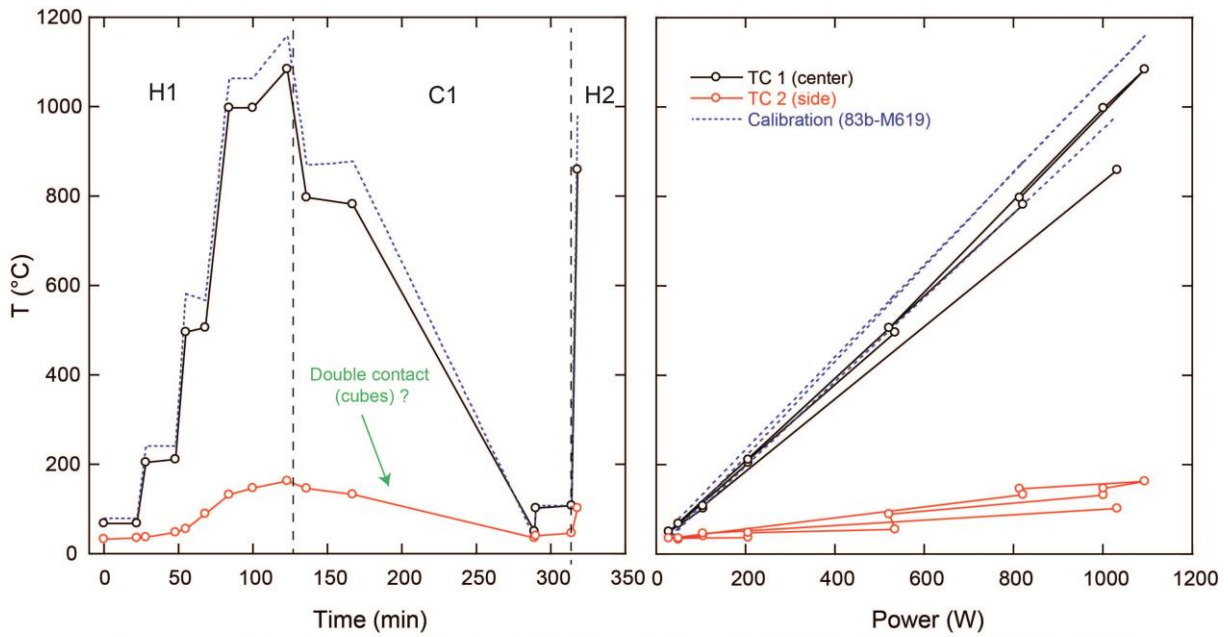 1200
1000
800
600
400
200
0
T (°C)
H1
C1
H2
Double contact
(cubes) ?
0 50 100 150 200 250 300 350
Time (min)
TC 1 (center)
TC 2 (side)
Calibration (83b-M619)
0 200 400 600 800 1000 1200
Power (W)